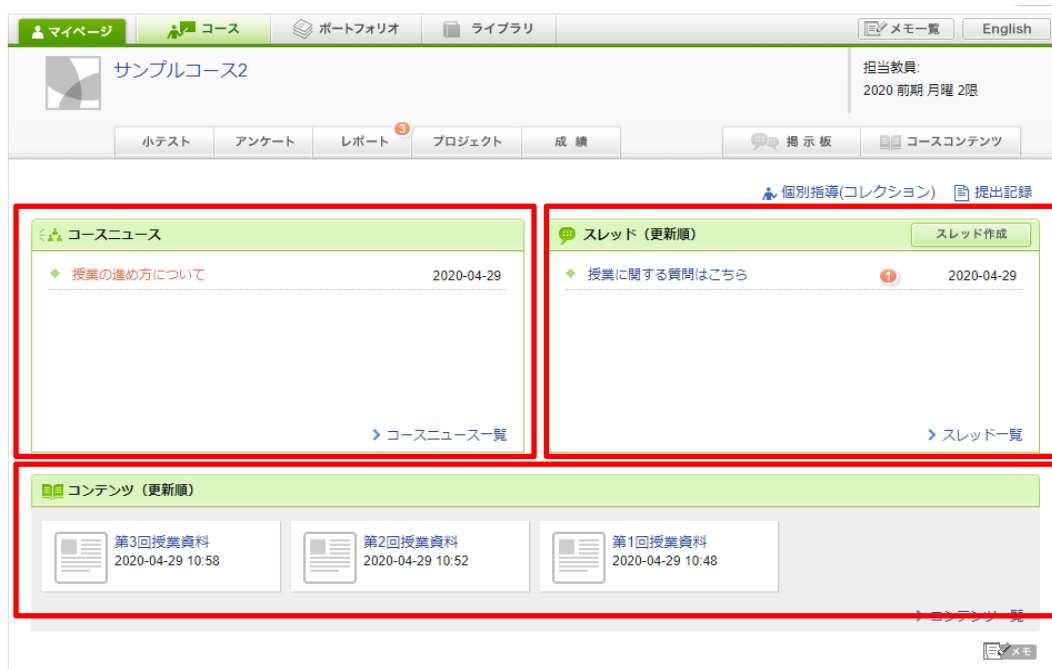 マイページ コース ポートフォリオ ライブラリ メモ一覧 English
サンプルコース2
担当教員:
2020 前期 月曜 2限
小テスト アンケート レポート 3 プロジェクト 成績 掲示板 コースコンテンツ
個別指導(コレクション) 提出記録
コースニュース
授業の進め方について 2020-04-29
コースニュース一覧
スレッド（更新順） スレッド作成
授業に関する質問はこちら 1 2020-04-29
スレッド一覧
コンテンツ（更新順）
第3回授業資料
2020-04-29 10:58
第2回授業資料
2020-04-29 10:52
第1回授業資料
2020-04-29 10:48
コンテンツ一覧
メモ